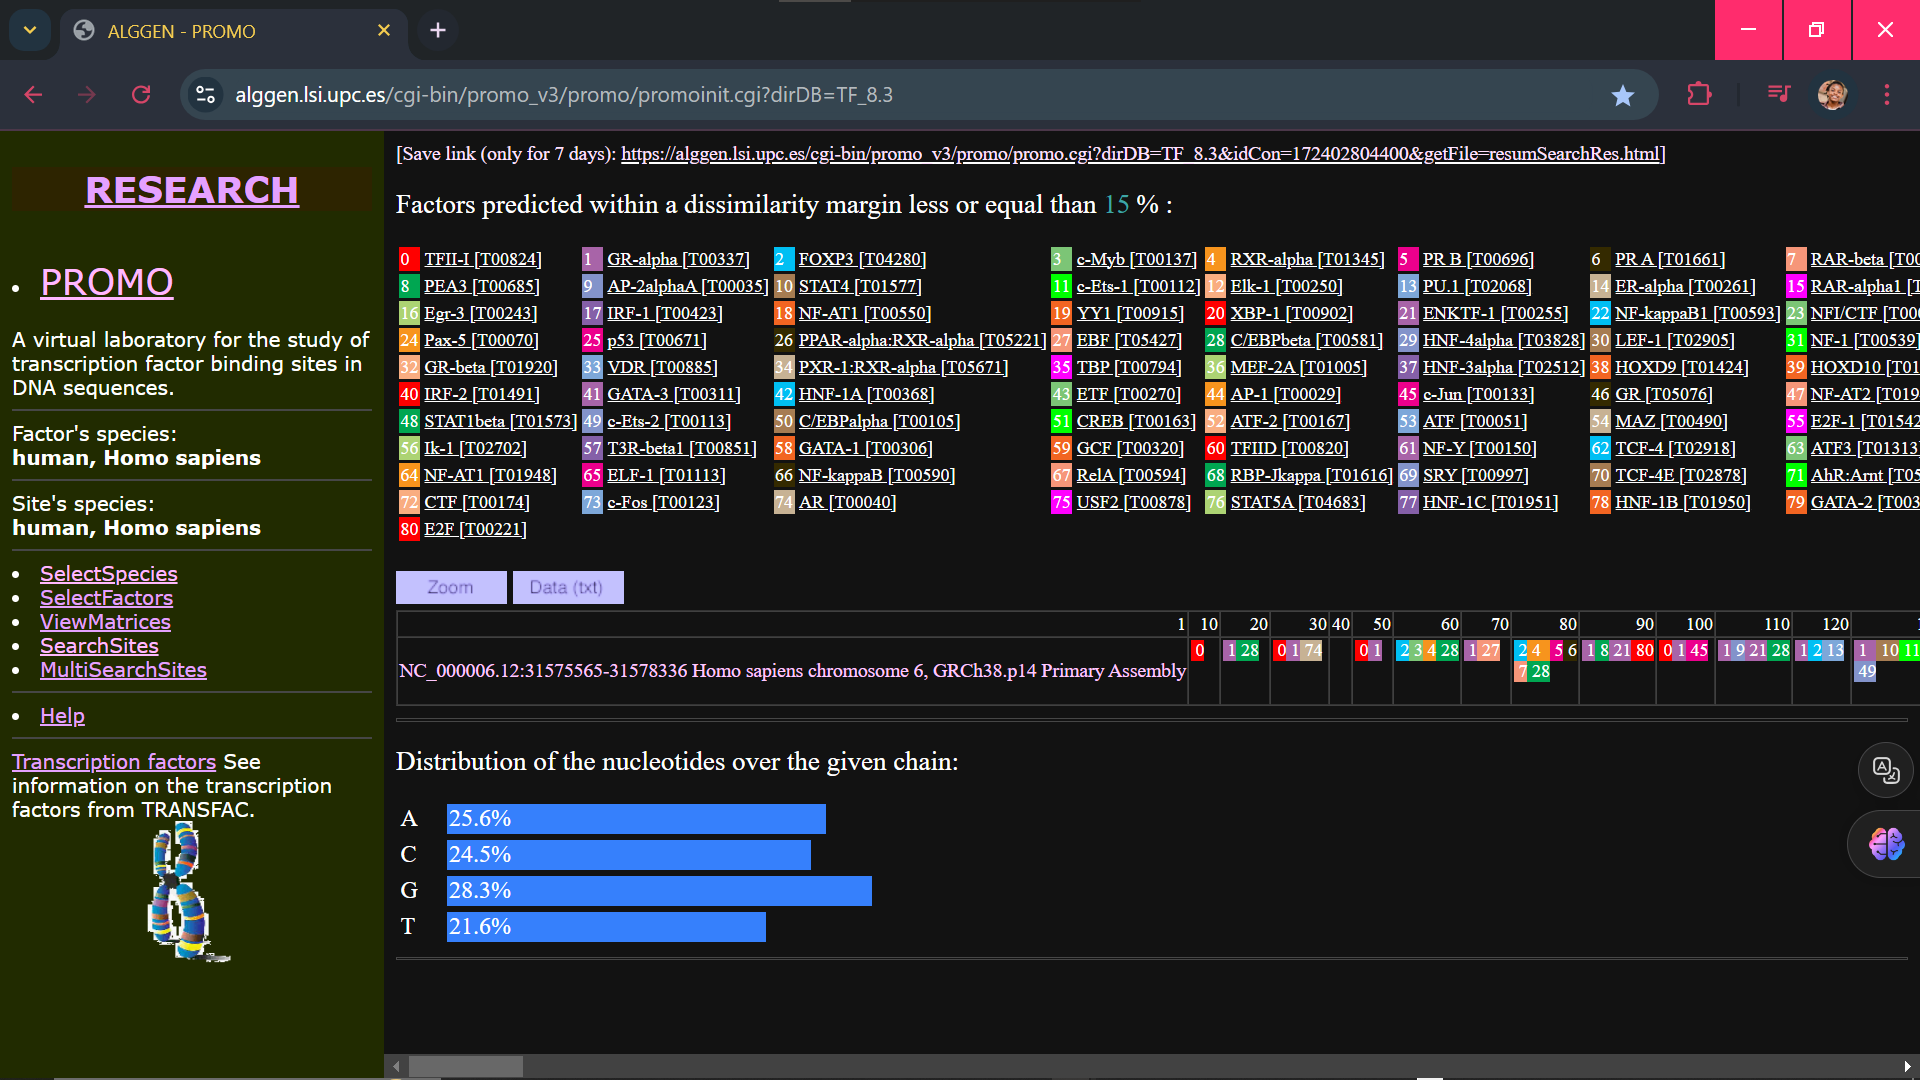 ALGGEN - PROMO
alggen.lsi.upc.es/cgi-bin/promo_v3/promo/promoinit.cgi?dirDB=TF_8.3
RESEARCH
PROMO
A virtual laboratory for the study of
transcription factor binding sites in
DNA sequences.
Factor's species:
human, Homo sapiens
Site's species:
human, Homo sapiens
SelectSpecies
SelectFactors
ViewMatrices
SearchSites
MultiSearchSites
Help
Transcription factors See
information on the transcription
factors from TRANSFAC.
[Save link (only for 7 days): https://alggen.lsi.upc.es/cgi-bin/promo_v3/promo/promo.cgi?dirDB=TF_8.3&idCon=172402804400&getFile=resumSearchRes.html]
Factors predicted within a dissimilarity margin less or equal than 15 % :
0 TFII-I [T00824] 1 GR-alpha [T00337] 2 FOXP3 [T04280] 3 c-Myb [T00137] 4 RXR-alpha [T01345] 5 PR B [T00696] 6 PR A [T01661] 7 RAR-beta [T00
8 PEA3 [T00685] 9 AP-2alphaA [T00035] 10 STAT4 [T01577] 11 c-Ets-1 [T00112] 12 Elk-1 [T00250] 13 PU.1 [T02068] 14 ER-alpha [T00261] 15 RAR-alpha1 [T
16 Egr-3 [T00243] 17 IRF-1 [T00423] 18 NF-AT1 [T00550] 19 YY1 [T00915] 20 XBP-1 [T00902] 21 ENKTF-1 [T00255] 22 NF-kappaB1 [T00593] 23 NFI/CTF [T00
24 Pax-5 [T00070] 25 p53 [T00671] 26 PPAR-alpha:RXR-alpha [T05221] 27 EBF [T05427] 28 C/EBPbeta [T00581] 29 HNF-4alpha [T03828] 30 LEF-1 [T02905] 31 NF-1 [T00539]
32 GR-beta [T01920] 33 VDR [T00885] 34 PXR-1:RXR-alpha [T05671] 35 TBP [T00794] 36 MEF-2A [T01005] 37 HNF-3alpha [T02512] 38 HOXD9 [T01424] 39 HOXD10 [T01
40 IRF-2 [T01491] 41 GATA-3 [T00311] 42 HNF-1A [T00368] 43 ETF [T00270] 44 AP-1 [T00029] 45 c-Jun [T00133] 46 GR [T05076] 47 NF-AT2 [T019
48 STAT1beta [T01573] 49 c-Ets-2 [T00113] 50 C/EBPalpha [T00105] 51 CREB [T00163] 52 ATF-2 [T00167] 53 ATF [T00051] 54 MAZ [T00490] 55 E2F-1 [T01542
56 Ik-1 [T02702] 57 T3R-beta1 [T00851] 58 GATA-1 [T00306] 59 GCF [T00320] 60 TFIID [T00820] 61 NF-Y [T00150] 62 TCF-4 [T02918] 63 ATF3 [T01313]
64 NF-AT1 [T01948] 65 ELF-1 [T01113] 66 NF-kappaB [T00590] 67 RelA [T00594] 68 RBP-Jkappa [T01616] 69 SRY [T00997] 70 TCF-4E [T02878] 71 AhR:Arnt [T05
72 CTF [T00174] 73 c-Fos [T00123] 74 AR [T00040] 75 USF2 [T00878] 76 STAT5A [T04683] 77 HNF-1C [T01951] 78 HNF-1B [T01950] 79 GATA-2 [T003
80 E2F [T00221]
Zoom Data (txt)
1 10 20 30 40 50 60 70 80 90 100 110 120 1
NC_000006.12:31575565-31578336 Homo sapiens chromosome 6, GRCh38.p14 Primary Assembly
0 1 28 0 1 74 0 1 2 3 4 28 1 27 2 4 5 6 1 8 21 80 0 1 45 1 9 21 28 1 2 13 1 10 11
7 28 49
Distribution of the nucleotides over the given chain:
A 25.6%
C 24.5%
G 28.3%
T 21.6%